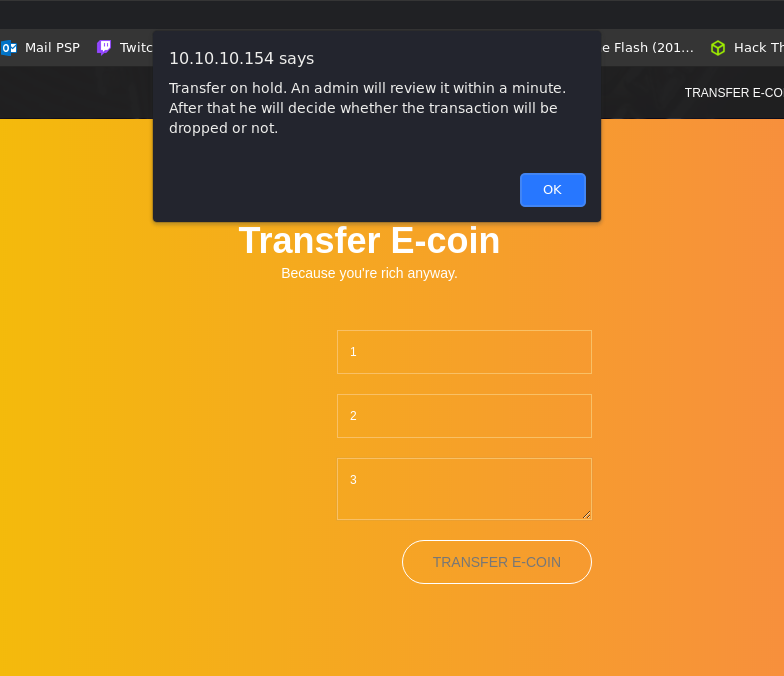 Mail PSP
Twitc
e Flash (201...
Hack Th
10.10.10.154 says
Transfer on hold. An admin will review it within a minute.
After that he will decide whether the transaction will be
dropped or not.
OK
TRANSFER E-COI
Transfer E-coin
Because you're rich anyway.
1
2
3
TRANSFER E-COIN